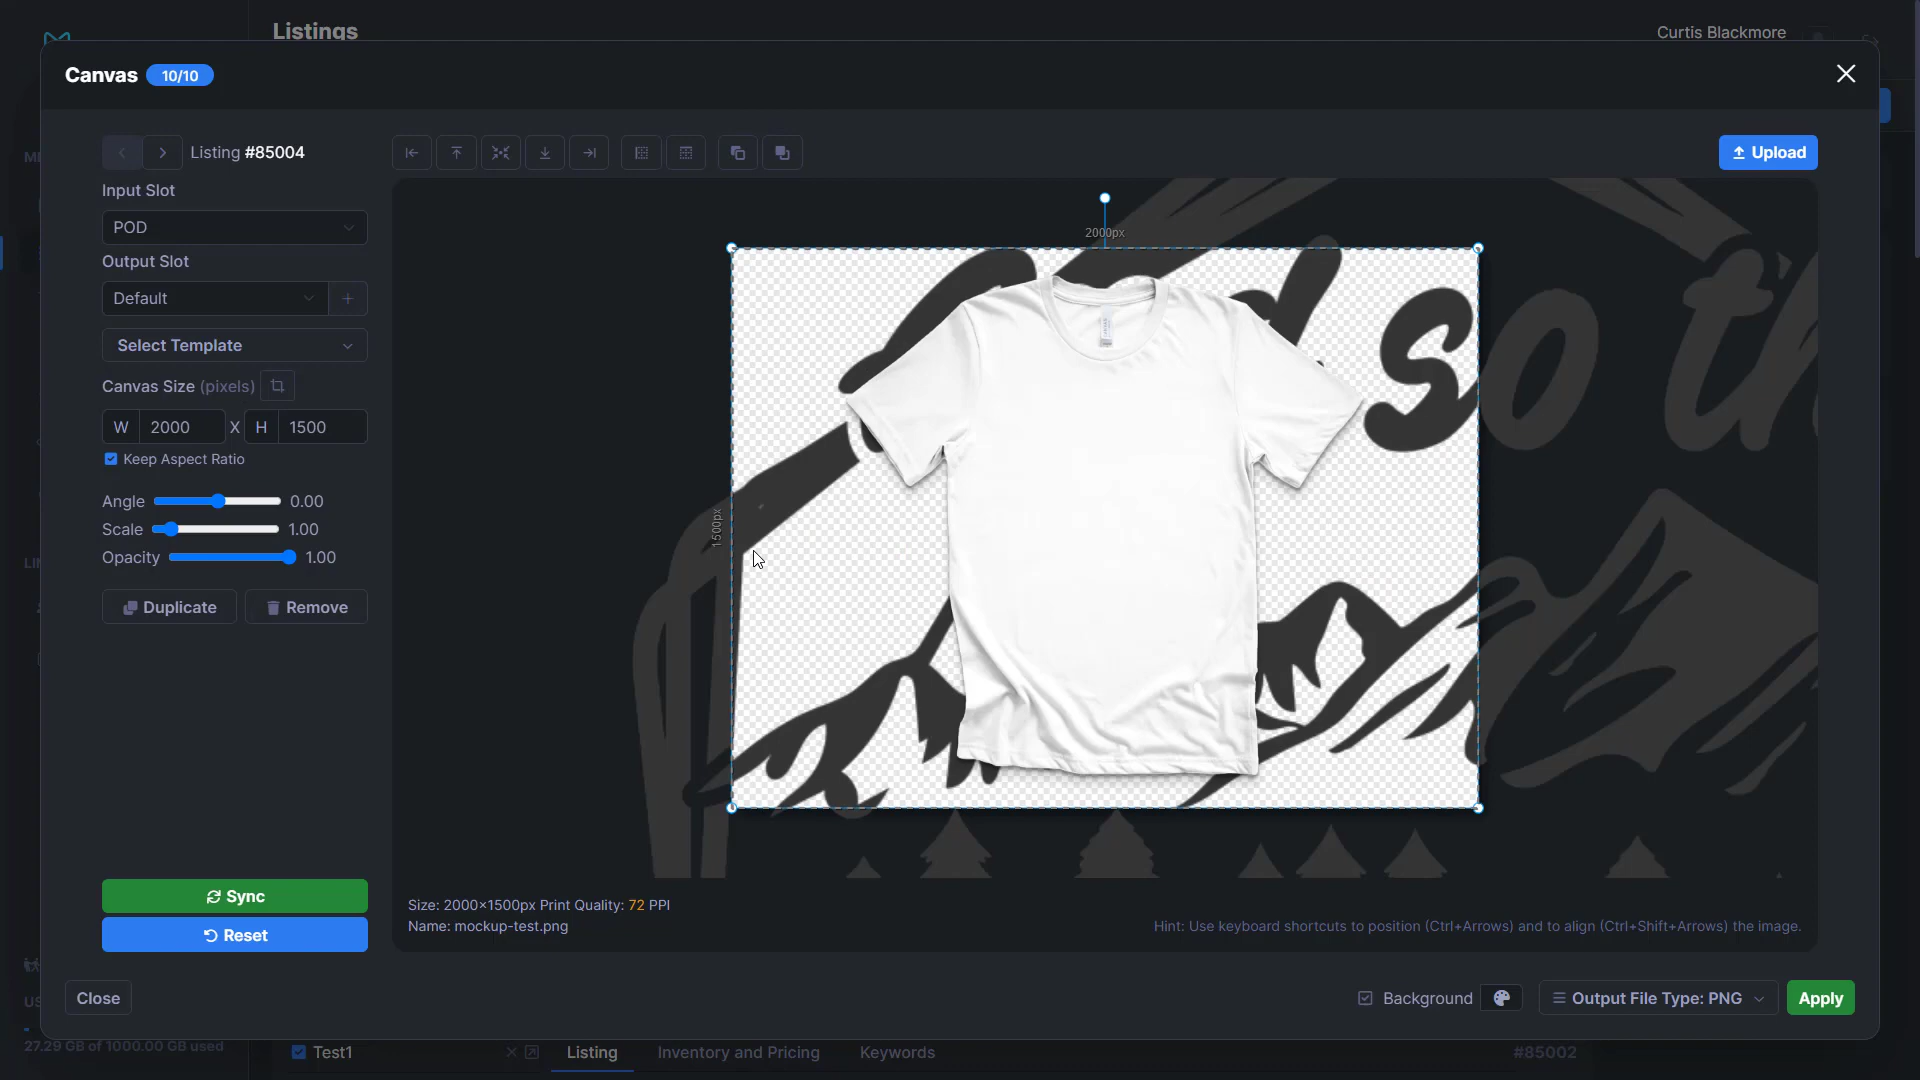 Listings
Curtis Blackmore
Canvas 10/10
Listing #85004
Upload
Input Slot
POD
Output Slot
Default
Select Template
Canvas Size (pixels)
W 2000 X H 1500
Keep Aspect Ratio
Angle 0.00
Scale 1.00
Opacity 1.00
Duplicate
Remove
2000px
1500px
so th
Sync
Reset
Size: 2000×1500px Print Quality: 72 PPI
Name: mockup-test.png
Hint: Use keyboard shortcuts to position (Ctrl+Arrows) and to align (Ctrl+Shift+Arrows) the image.
Close
Background
Output File Type: PNG
Apply
27.29 GB of 1000.00 GB used
Test1
Listing
Inventory and Pricing
Keywords
#85002